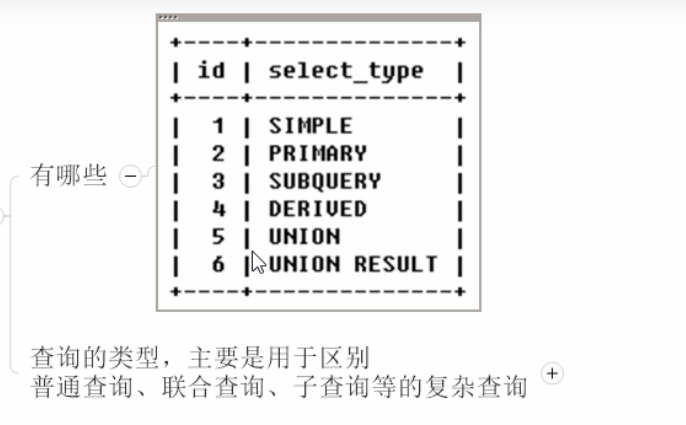 +----+--------------+
| id | select_type |
+----+--------------+
| 1 | SIMPLE |
| 2 | PRIMARY |
| 3 | SUBQUERY |
| 4 | DERIVED |
| 5 | UNION |
| 6 | UNION RESULT |
+----+--------------+
有哪些
查询的类型，主要是用于区别
普通查询、联合查询、子查询等的复杂查询